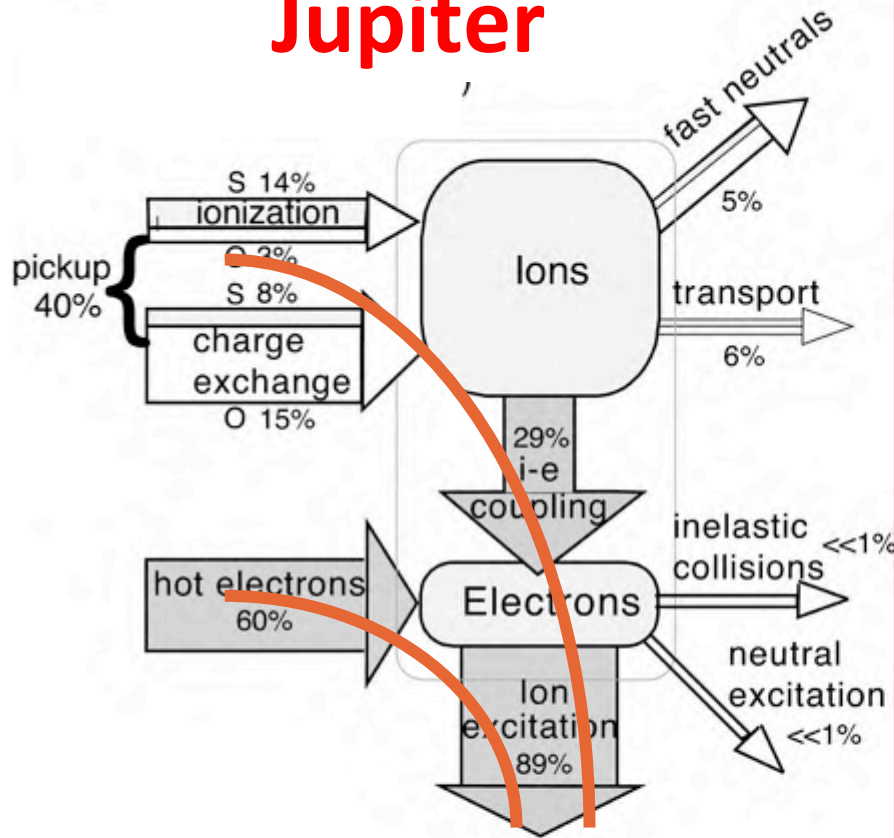 Jupiter
,
fast neutrals
5%
S 14%
ionization
O 3%
pickup
40%
S 8%
charge
exchange
O 15%
Ions
transport
6%
29%
i-e
coupling
hot electrons
60%
Electrons
inelastic
collisions
<<1%
neutral
excitation
<<1%
Ion
excitation
89%